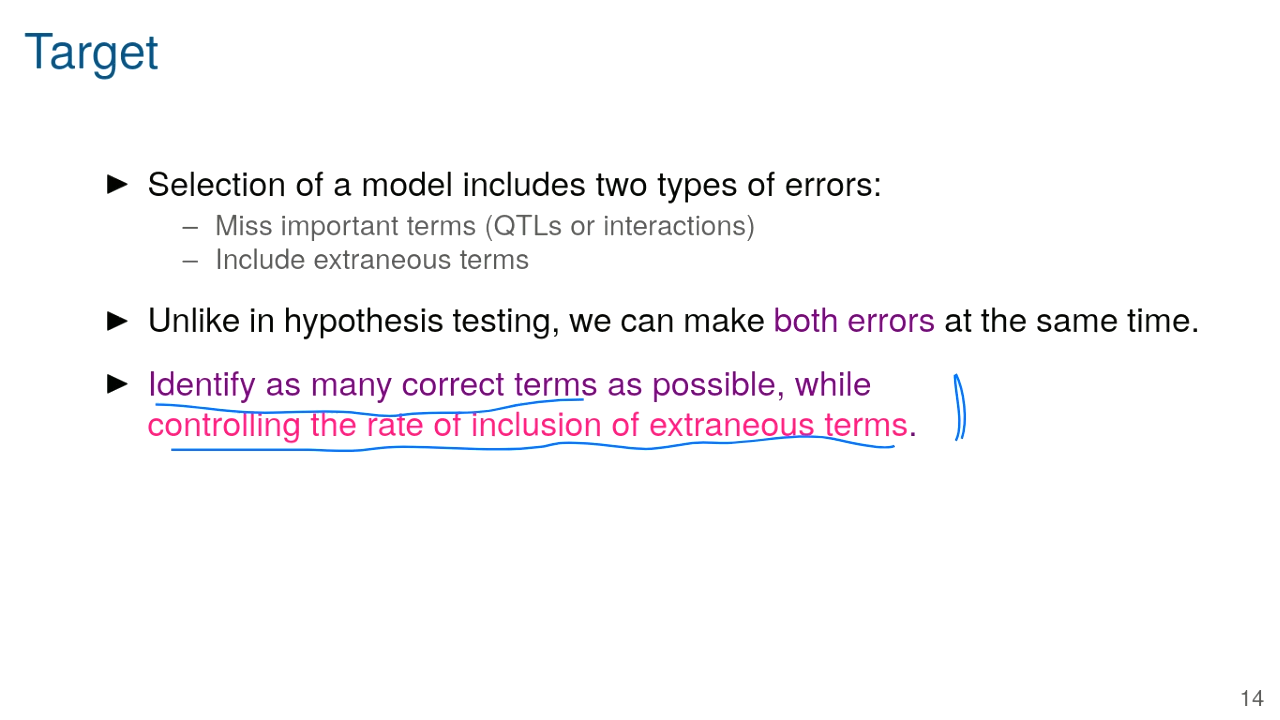 Target
▶ Selection of a model includes two types of errors:
– Miss important terms (QTLs or interactions)
– Include extraneous terms
▶ Unlike in hypothesis testing, we can make both errors at the same time.
▶ Identify as many correct terms as possible, while
controlling the rate of inclusion of extraneous terms.
14